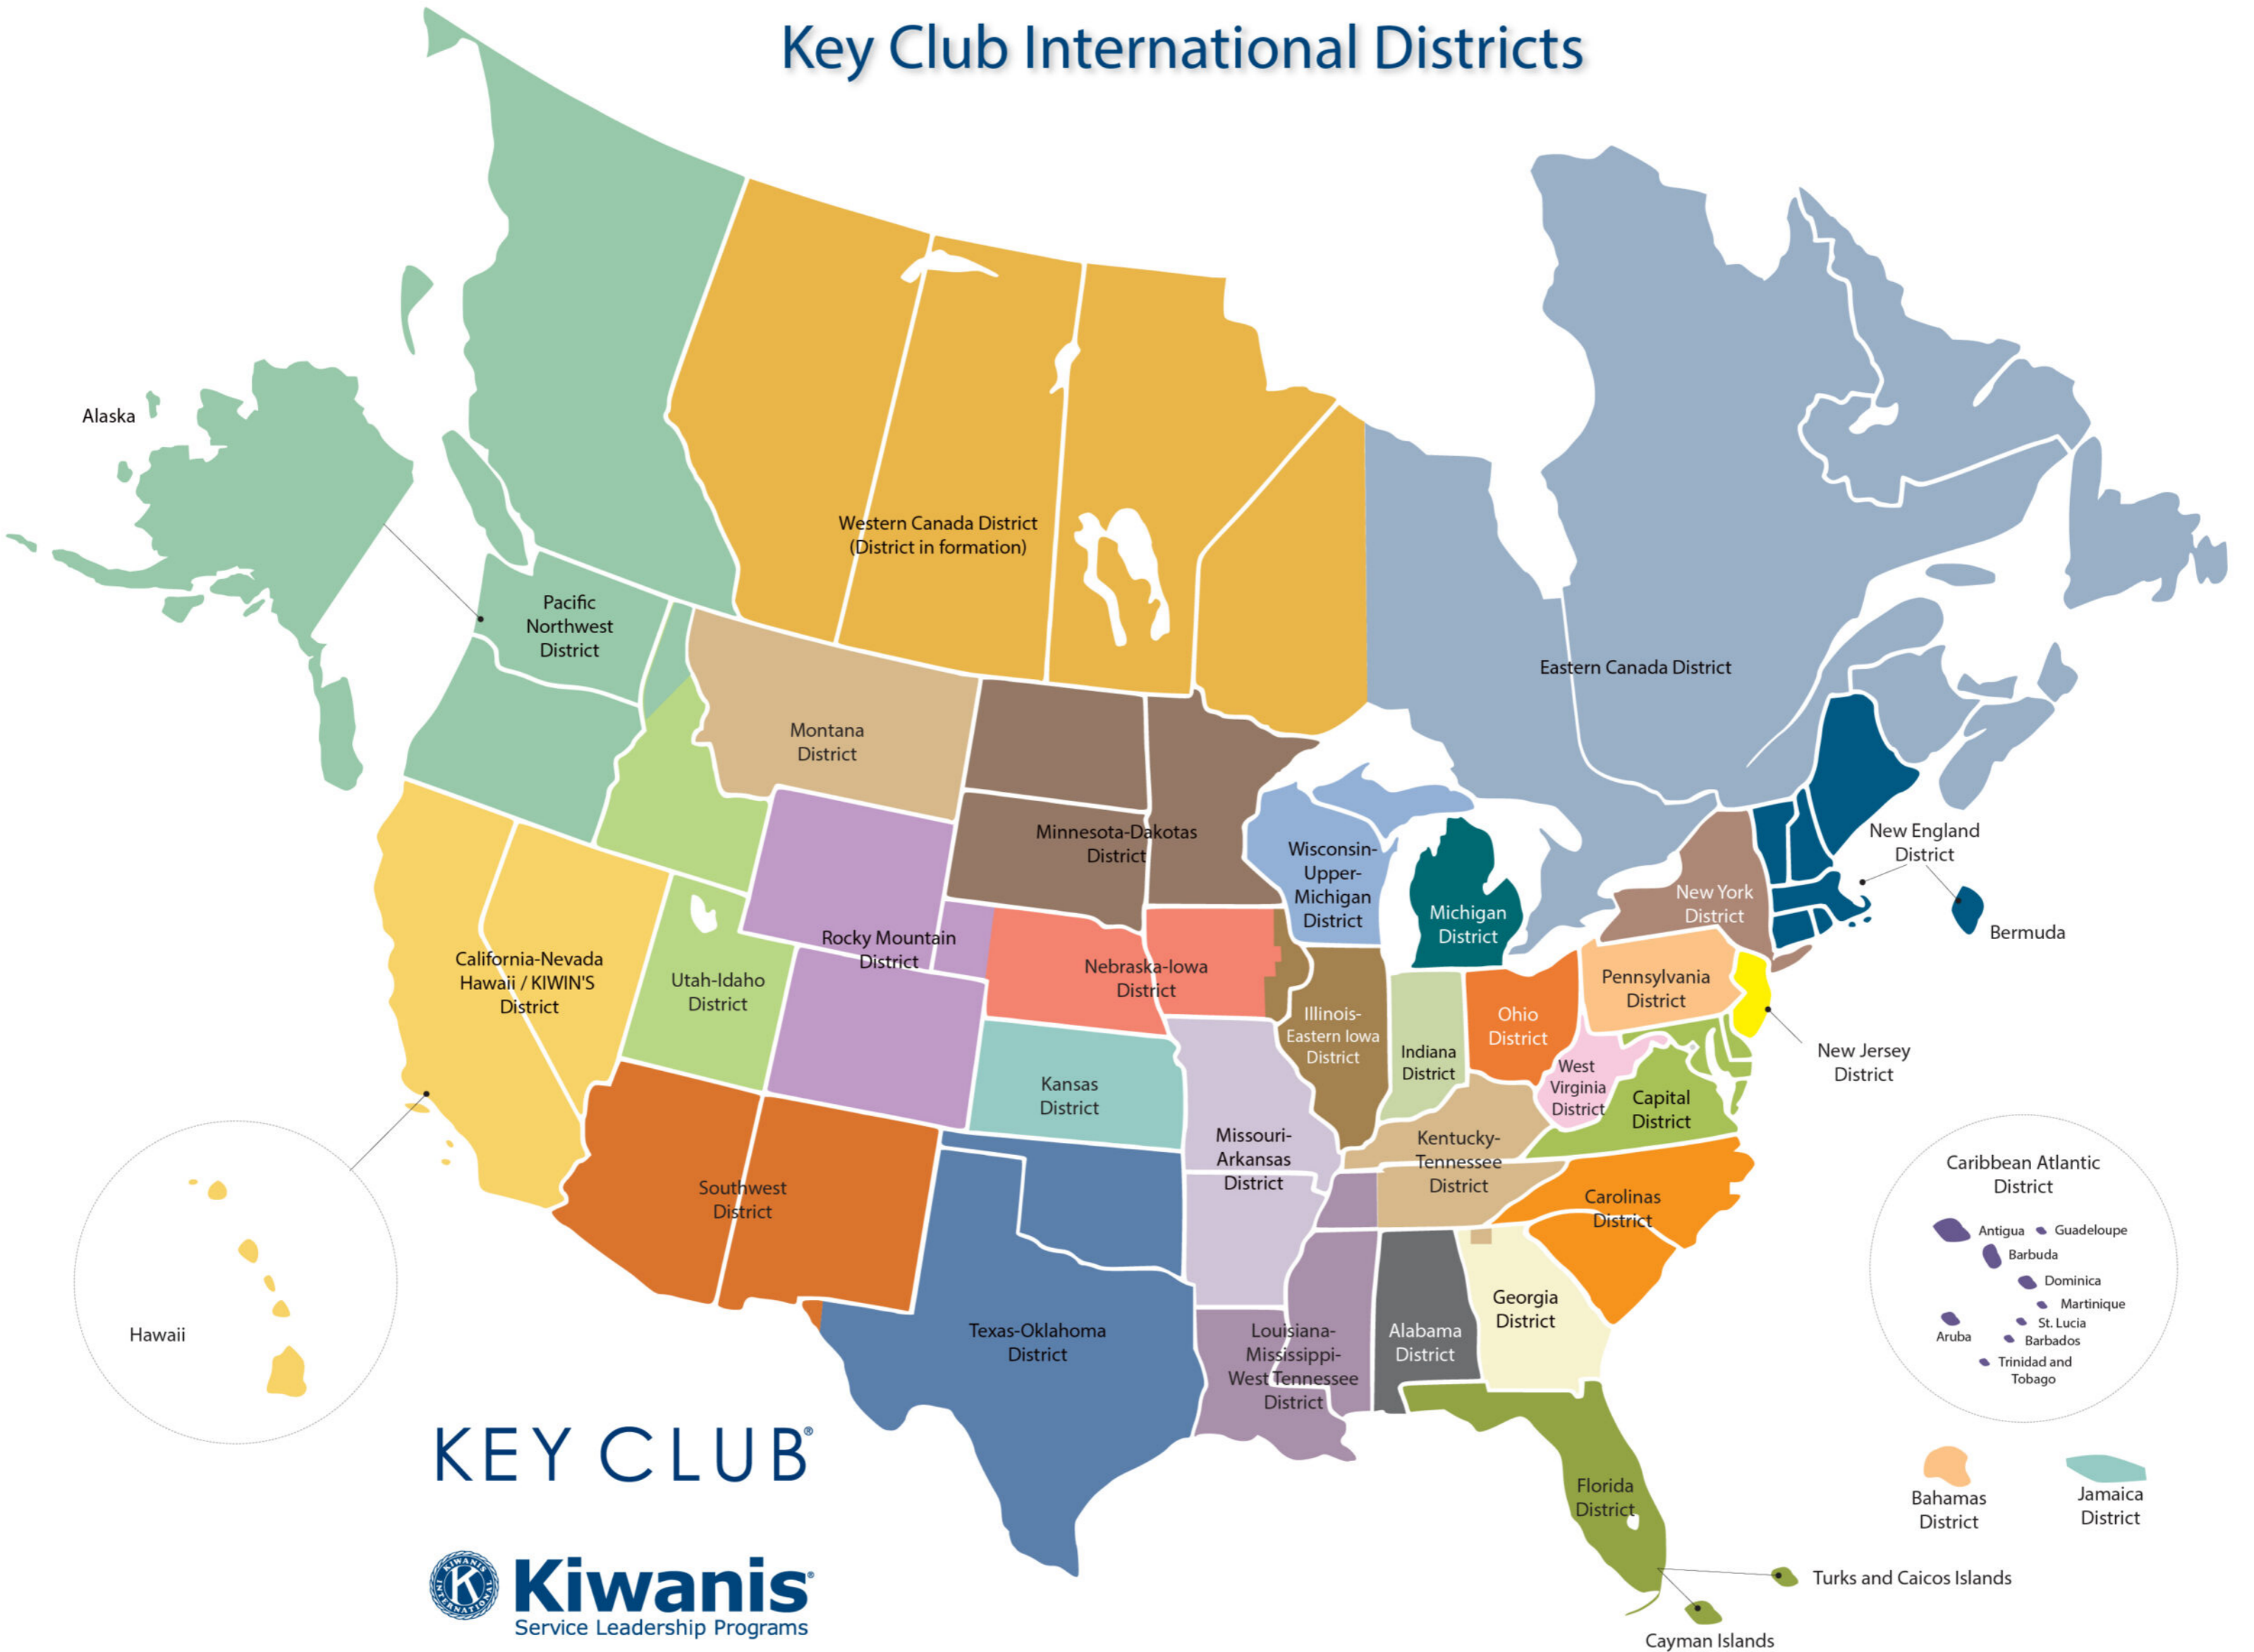 Key Club International Districts
Alaska
Western Canada District
(District in formation)
Pacific
Northwest
District
Eastern Canada District
Montana
District
Minnesota-Dakotas
District
Wisconsin-
Upper-
Michigan
District
Michigan
District
New York
District
New England
District
Bermuda
California-Nevada
Hawaii / KIWIN'S
District
Utah-Idaho
District
Rocky Mountain
District
Nebraska-Iowa
District
Illinois-
Eastern Iowa
District
Indiana
District
Ohio
District
Pennsylvania
District
New Jersey
District
West
Virginia
District
Capital
District
Kansas
District
Missouri-
Arkansas
District
Kentucky-
Tennessee
District
Carolinas
District
Southwest
District
Texas-Oklahoma
District
Louisiana-
Mississippi-
West Tennessee
District
Alabama
District
Georgia
District
Florida
District
Hawaii
Caribbean Atlantic
District
Antigua
Guadeloupe
Barbuda
Dominica
Martinique
St. Lucia
Aruba
Barbados
Trinidad and
Tobago
Bahamas
District
Jamaica
District
Turks and Caicos Islands
Cayman Islands
KEY CLUB®
KIWANIS
K
INTERNATIONAL
Kiwanis®
Service Leadership Programs